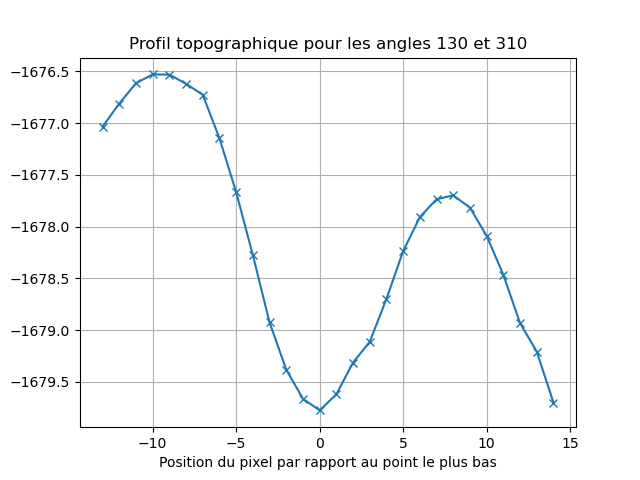 Profil topographique pour les angles 130 et 310
−1676.5
−1677.0
−1677.5
−1678.0
−1678.5
−1679.0
−1679.5
−10 −5 0 5 10 15
Position du pixel par rapport au point le plus bas